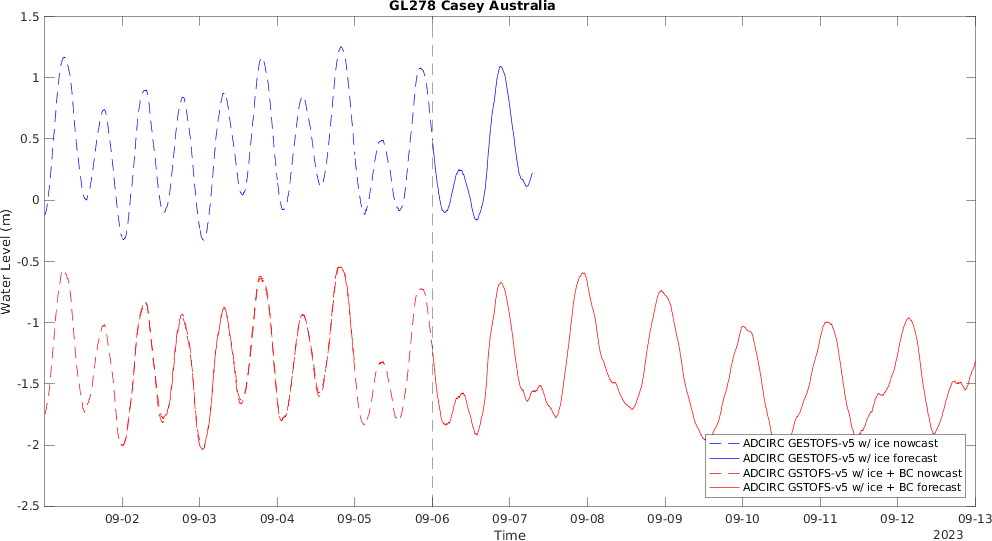 GL278 Casey Australia
Water Level (m)
1.5
1
0.5
0
-0.5
-1
-1.5
-2
-2.5
ADCIRC GESTOFS-v5 w/ ice nowcast
ADCIRC GESTOFS-v5 w/ ice forecast
ADCIRC GSTOFS-v5 w/ ice + BC nowcast
ADCIRC GSTOFS-v5 w/ ice + BC forecast
09-02 09-03 09-04 09-05 09-06 09-07 09-08 09-09 09-10 09-11 09-12 09-13
Time
2023